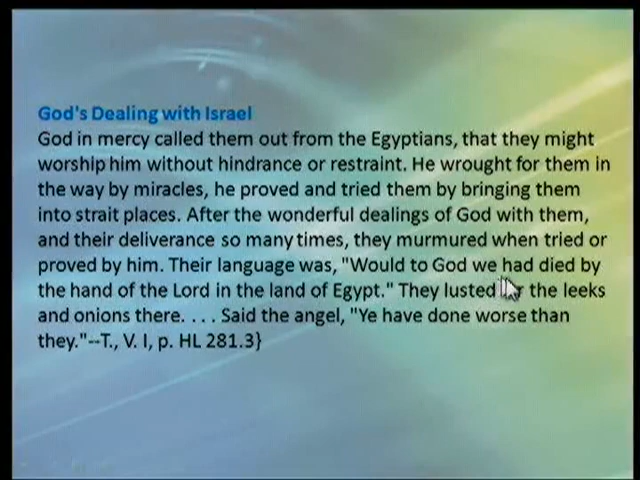 God's Dealing with Israel
God in mercy called them out from the Egyptians, that they might
worship him without hindrance or restraint. He wrought for them in
the way by miracles, he proved and tried them by bringing them
into strait places. After the wonderful dealings of God with them,
and their deliverance so many times, they murmured when tried or
proved by him. Their language was, "Would to God we had died by
the hand of the Lord in the land of Egypt." They lusted for the leeks
and onions there. . . . Said the angel, "Ye have done worse than
they."--T., V. I, p. HL 281.3}